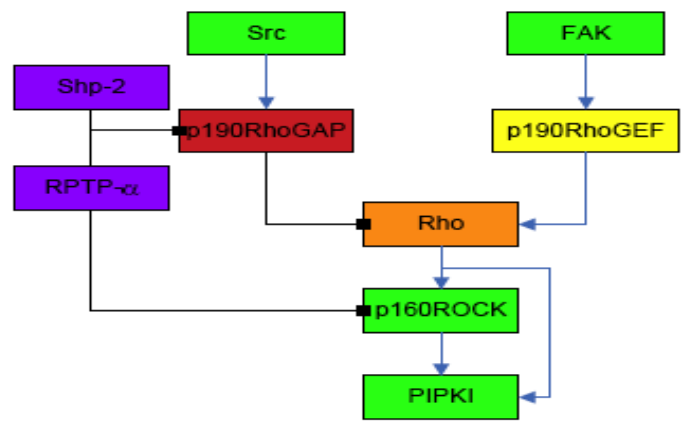 Src
FAK
Shp-2
p190RhoGAP
p190RhoGEF
RPTP-α
Rho
p160ROCK
PIPKI